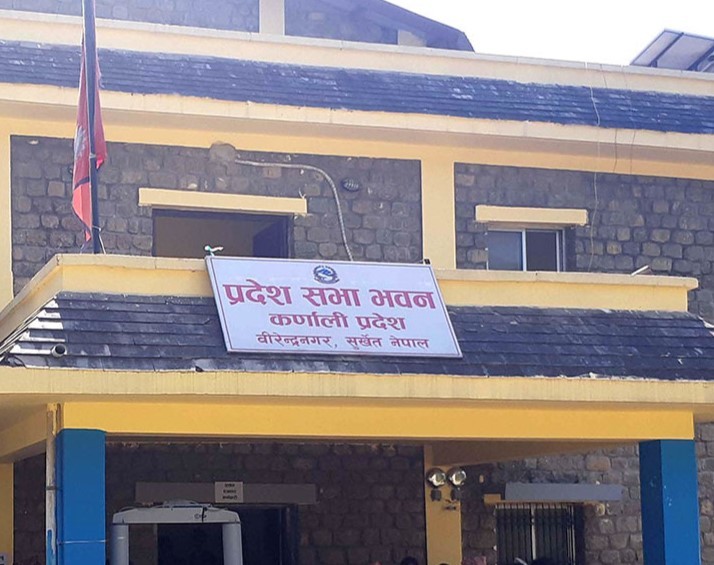 प्रदेश सभा भवन
कर्णाली प्रदेश
वीरेन्द्रनगर, सुर्खेत नेपाल